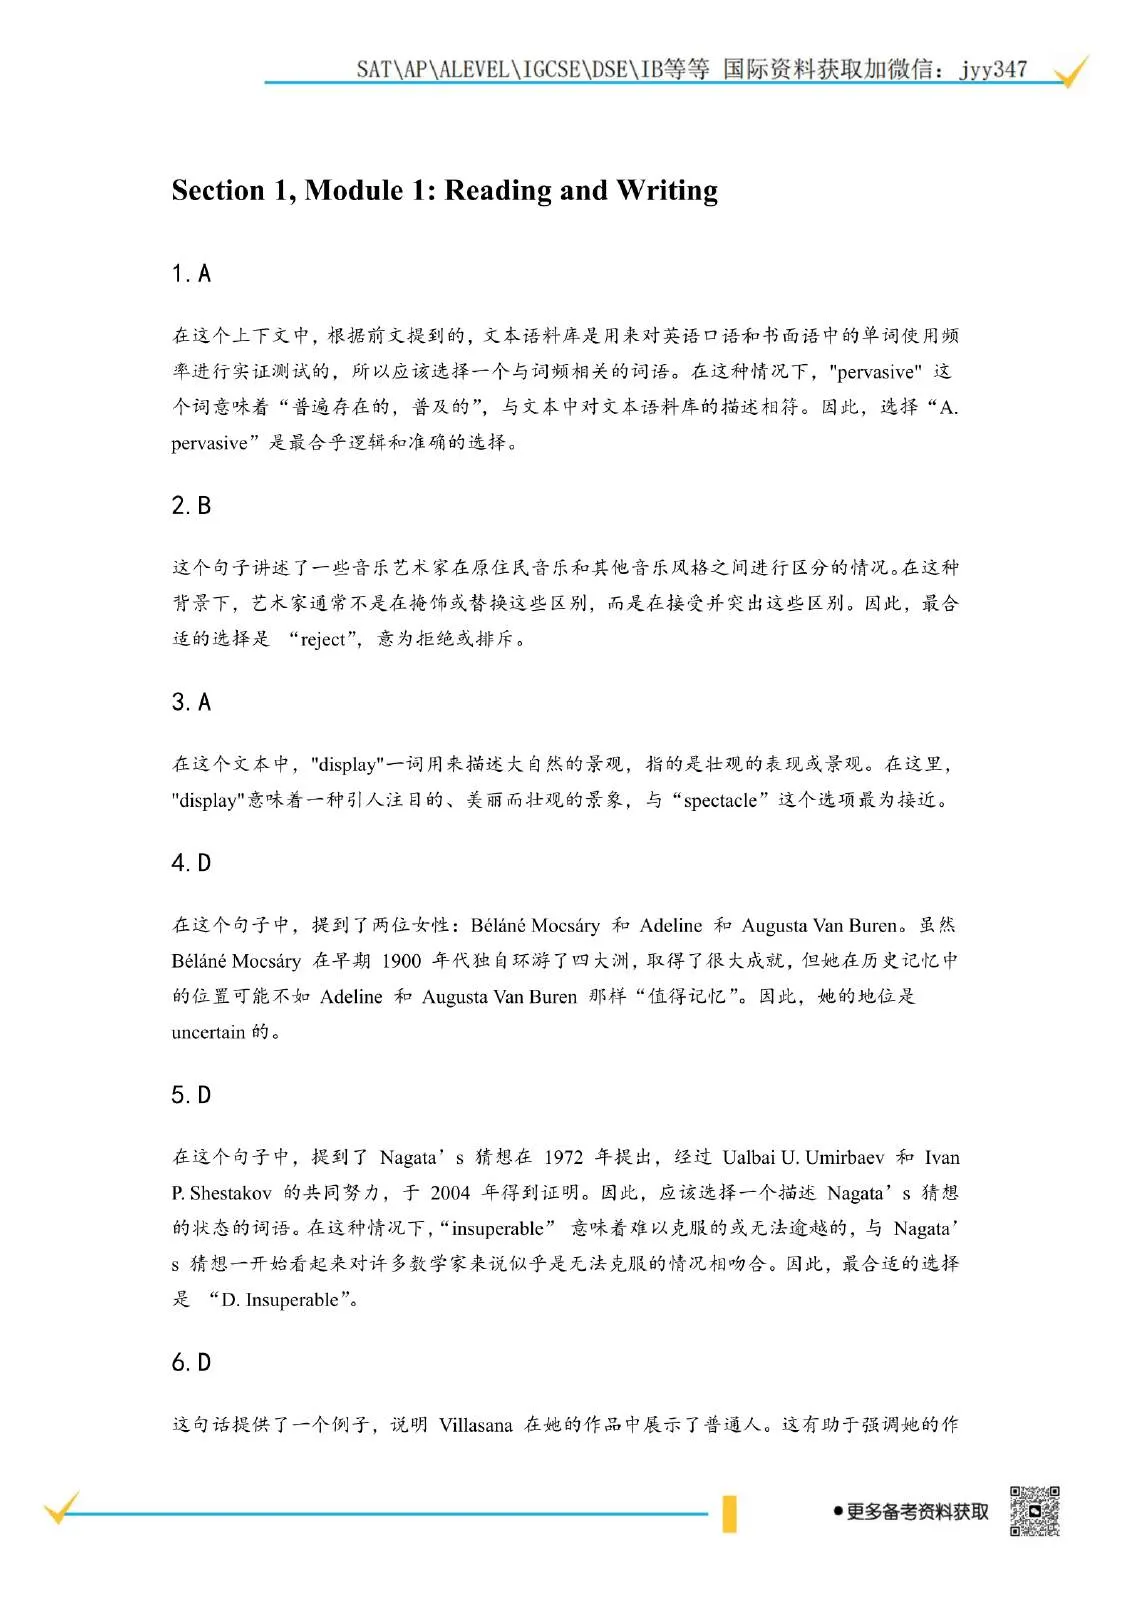 SAT\AP\ALEVEL\IGCSE\DSE\IB等等 国际资料获取加微信：jyy347
Section 1, Module 1: Reading and Writing
1. A
在这个上下文中，根据前文提到的，文本语料库是用来对英语口语和书面语中的单词使用频
率进行实证测试的，所以应该选择一个与词频相关的词语。在这种情况下，"pervasive" 这
个词意味着“普遍存在的，普及的”，与文本中对文本语料库的描述相符。因此，选择“A.
pervasive”是最合乎逻辑和准确的选择。
2. B
这个句子讲述了一些音乐艺术家在原住民音乐和其他音乐风格之间进行区分的情况。在这种
背景下，艺术家通常不是在掩饰或替换这些区别，而是在接受并突出这些区别。因此，最合
适的选择是 “reject”，意为拒绝或排斥。
3. A
在这个文本中，"display"一词用来描述大自然的景观，指的是壮观的表现或景观。在这里，
"display"意味着一种引人注目的、美丽而壮观的景象，与“spectacle”这个选项最为接近。
4. D
在这个句子中，提到了两位女性：Béláné Mocsáry 和 Adeline 和 Augusta Van Buren。虽然
Béláné Mocsáry 在早期 1900 年代独自环游了四大洲，取得了很大成就，但她在历史记忆中
的位置可能不如 Adeline 和 Augusta Van Buren 那样“值得记忆”。因此，她的地位是
uncertain 的。
5. D
在这个句子中，提到了 Nagata’s 猜想在 1972 年提出，经过 Ualbai U. Umirbaev 和 Ivan
P. Shestakov 的共同努力，于 2004 年得到证明。因此，应该选择一个描述 Nagata’s 猜想
的状态的词语。在这种情况下，“insuperable” 意味着难以克服的或无法逾越的，与 Nagata’
s 猜想一开始看起来对许多数学家来说似乎是无法克服的情况相吻合。因此，最合适的选择
是 “D. Insuperable”。
6. D
这句话提供了一个例子，说明 Villasana 在她的作品中展示了普通人。这有助于强调她的作
●更多备考资料获取